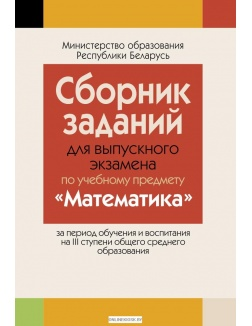 Министерство образования
Республики Беларусь
Сборник
заданий
для выпускного
экзамена
по учебному предмету
«Математика»
за период обучения и воспитания
на III ступени общего среднего
образования